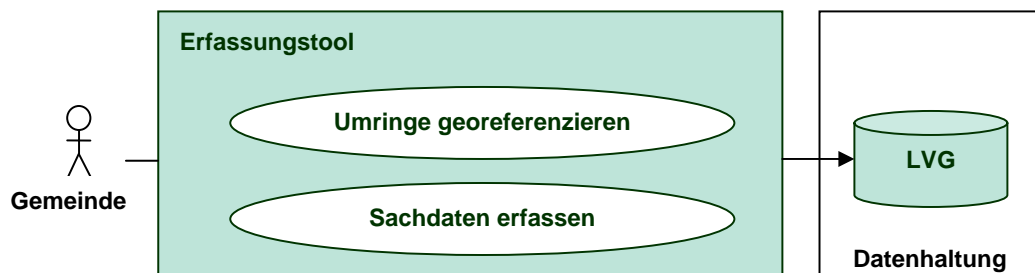 Erfassungstool
Umringe georeferenzieren
LVG
Gemeinde
Sachdaten erfassen
Datenhaltung